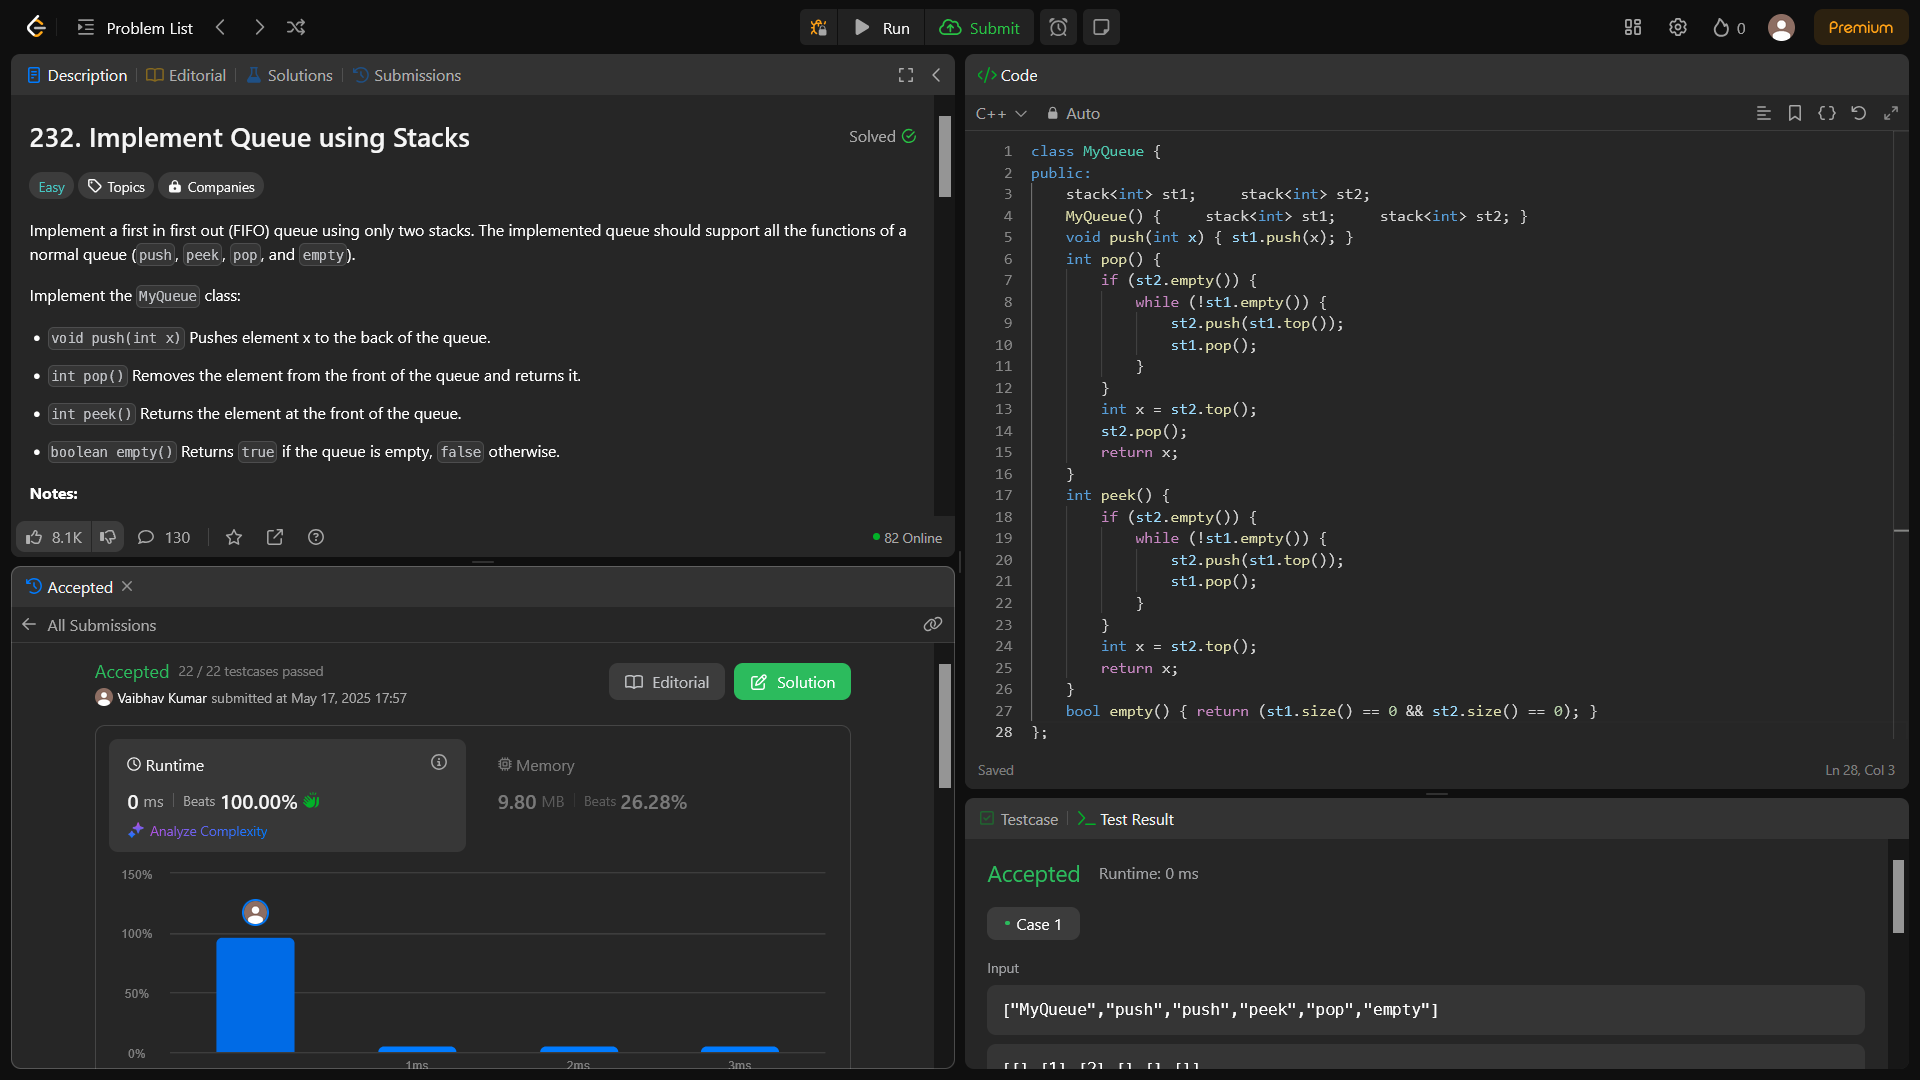 Problem List
Run
Submit
0
Premium
Description
Editorial
Solutions
Submissions
232. Implement Queue using Stacks
Solved
Easy
Topics
Companies
Implement a first in first out (FIFO) queue using only two stacks. The implemented queue should support all the functions of a
normal queue (push, peek, pop, and empty).
Implement the MyQueue class:
• void push(int x) Pushes element x to the back of the queue.
• int pop() Removes the element from the front of the queue and returns it.
• int peek() Returns the element at the front of the queue.
• boolean empty() Returns true if the queue is empty, false otherwise.
Notes:
8.1K
130
82 Online
Accepted
All Submissions
Accepted 22 / 22 testcases passed
Vaibhav Kumar submitted at May 17, 2025 17:57
Editorial
Solution
Runtime
0 ms Beats 100.00%
Analyze Complexity
Memory
9.80 MB Beats 26.28%
150%
100%
50%
0%
1ms
2ms
3ms
</> Code
C++
Auto
1 class MyQueue {
2 public:
3 stack<int> st1; stack<int> st2;
4 MyQueue() { stack<int> st1; stack<int> st2; }
5 void push(int x) { st1.push(x); }
6 int pop() {
7 if (st2.empty()) {
8 while (!st1.empty()) {
9 st2.push(st1.top());
10 st1.pop();
11 }
12 }
13 int x = st2.top();
14 st2.pop();
15 return x;
16 }
17 int peek() {
18 if (st2.empty()) {
19 while (!st1.empty()) {
20 st2.push(st1.top());
21 st1.pop();
22 }
23 }
24 int x = st2.top();
25 return x;
26 }
27 bool empty() { return (st1.size() == 0 && st2.size() == 0); }
28 };
Saved
Ln 28, Col 3
Testcase
Test Result
Accepted Runtime: 0 ms
Case 1
Input
["MyQueue","push","push","peek","pop","empty"]
[[],[1],[2],[],[],[]]